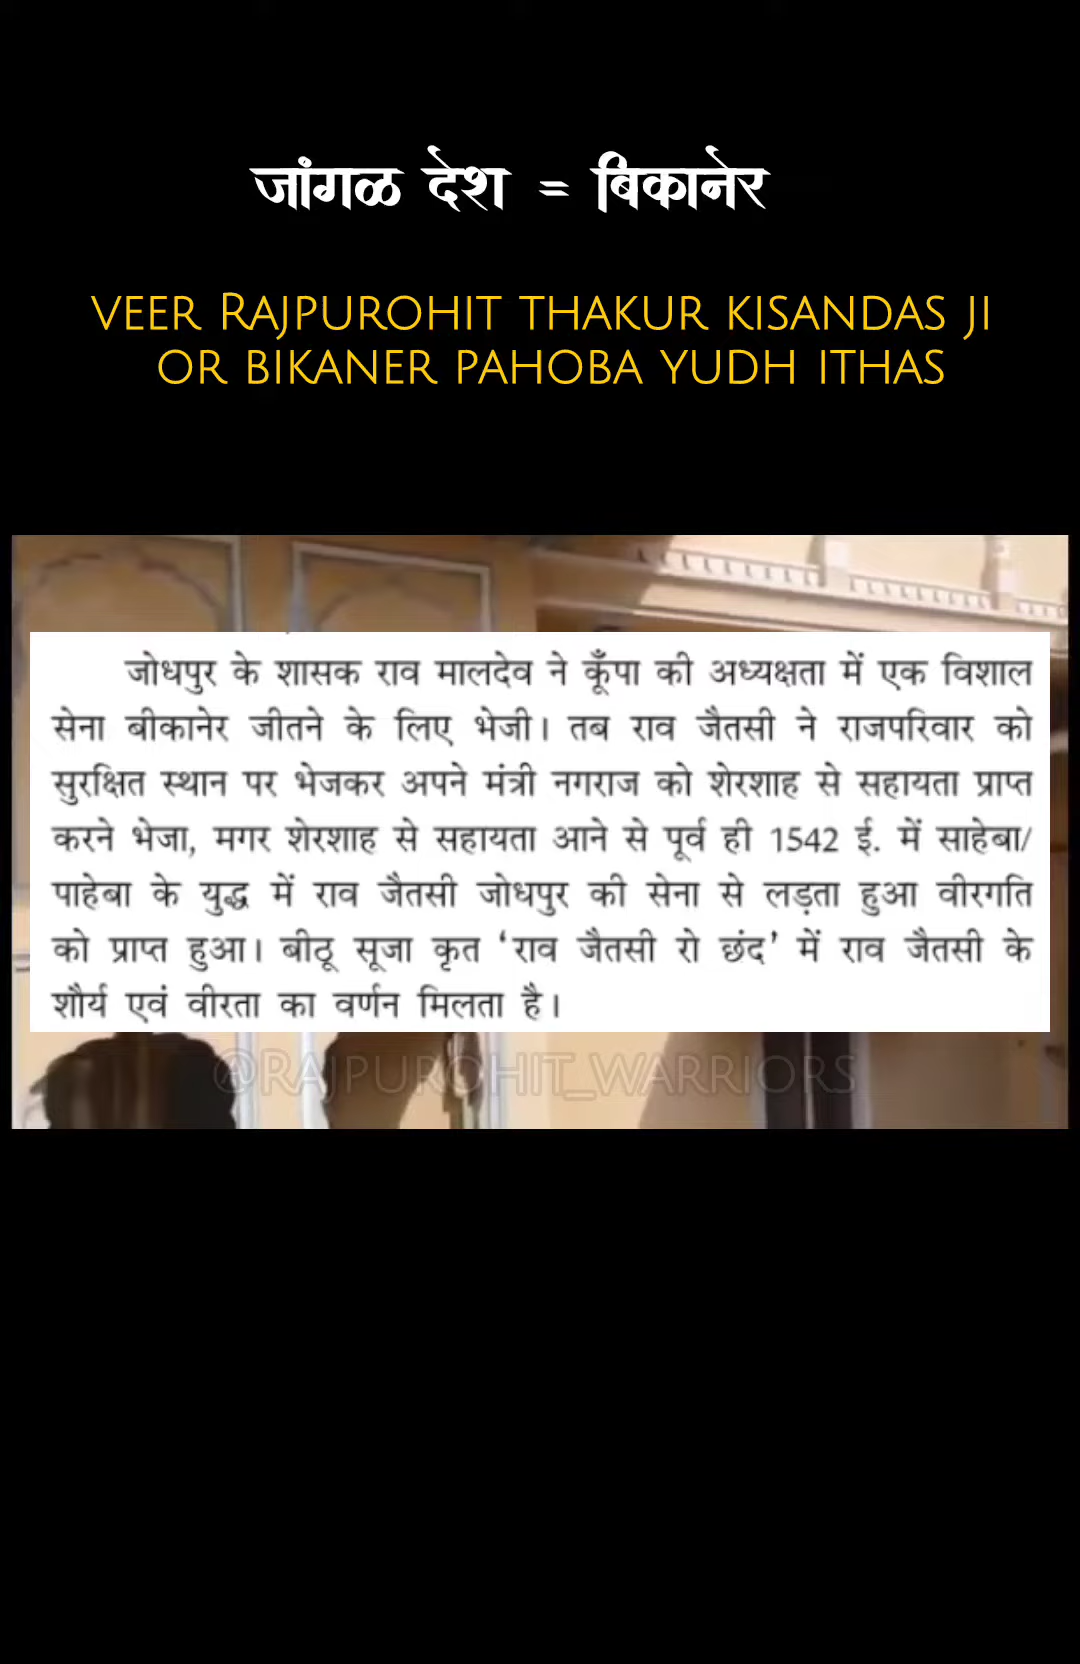 जांगळ देश = बिकानेर
VEER RAJPUROHIT THAKUR KISANDAS JI
OR BIKANER PAHOBA YUDH ITHAS
जोधपुर के शासक राव मालदेव ने कूँपा की अध्यक्षता में एक विशाल
सेना बीकानेर जीतने के लिए भेजी। तब राव जैतसी ने राजपरिवार को
सुरक्षित स्थान पर भेजकर अपने मंत्री नगराज को शेरशाह से सहायता प्राप्त
करने भेजा, मगर शेरशाह से सहायता आने से पूर्व ही 1542 ई. में साहेबा/
पाहेबा के युद्ध में राव जैतसी जोधपुर की सेना से लड़ता हुआ वीरगति
को प्राप्त हुआ। बीठू सूजा कृत ‘राव जैतसी रो छंद’ में राव जैतसी के
शौर्य एवं वीरता का वर्णन मिलता है।
@RAJPUROHIT_WARRIORS